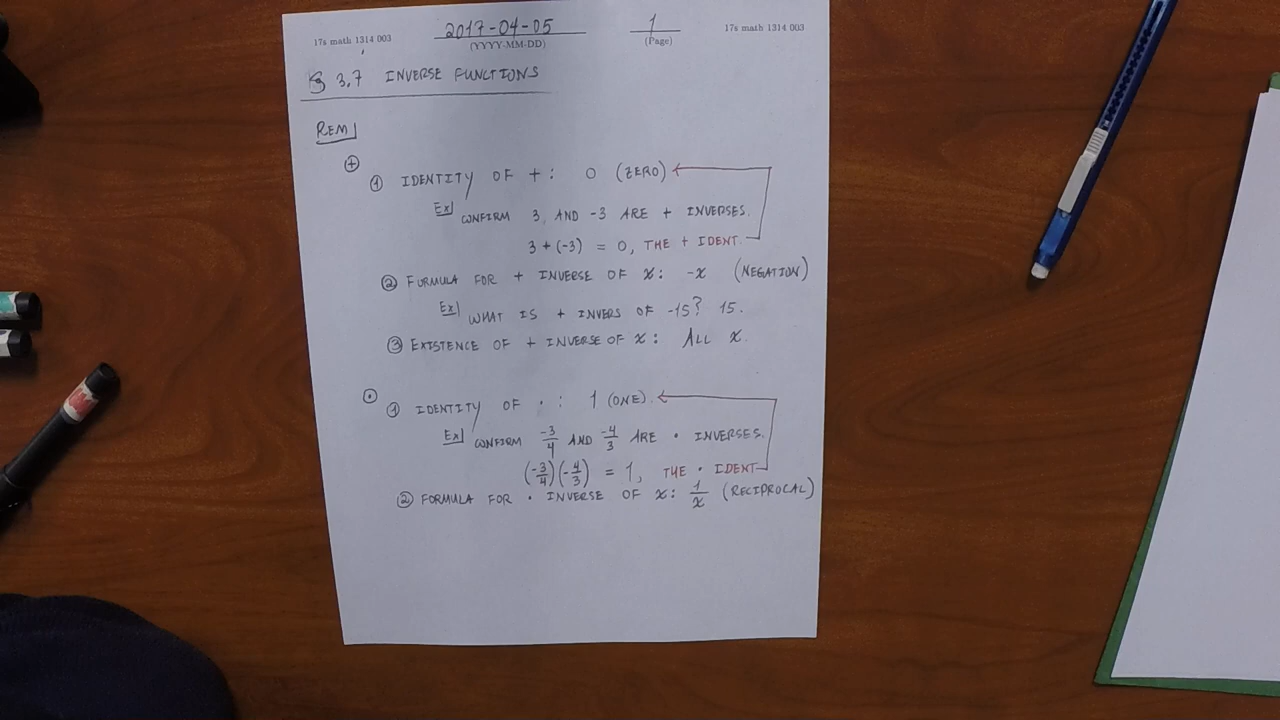 17s math 1314 003 2017-04-05 1 17s math 1314 003
(YYYY-MM-DD) (Page)
§ 3.7 INVERSE FUNCTIONS
REM
⊕
① IDENTITY OF + : 0 (ZERO)
Ex CONFIRM 3, AND -3 ARE + INVERSES.
3 + (-3) = 0, THE + IDENT.
② FORMULA FOR + INVERSE OF x: -x (NEGATION)
Ex WHAT IS + INVERS OF -15? 15.
③ EXISTENCE OF + INVERSE OF x: ALL x.
⊙
① IDENTITY OF · : 1 (ONE).
Ex CONFIRM -3/4 AND -4/3 ARE · INVERSES.
(-3/4)(-4/3) = 1, THE · IDENT
② FORMULA FOR · INVERSE OF x: 1/x (RECIPROCAL)